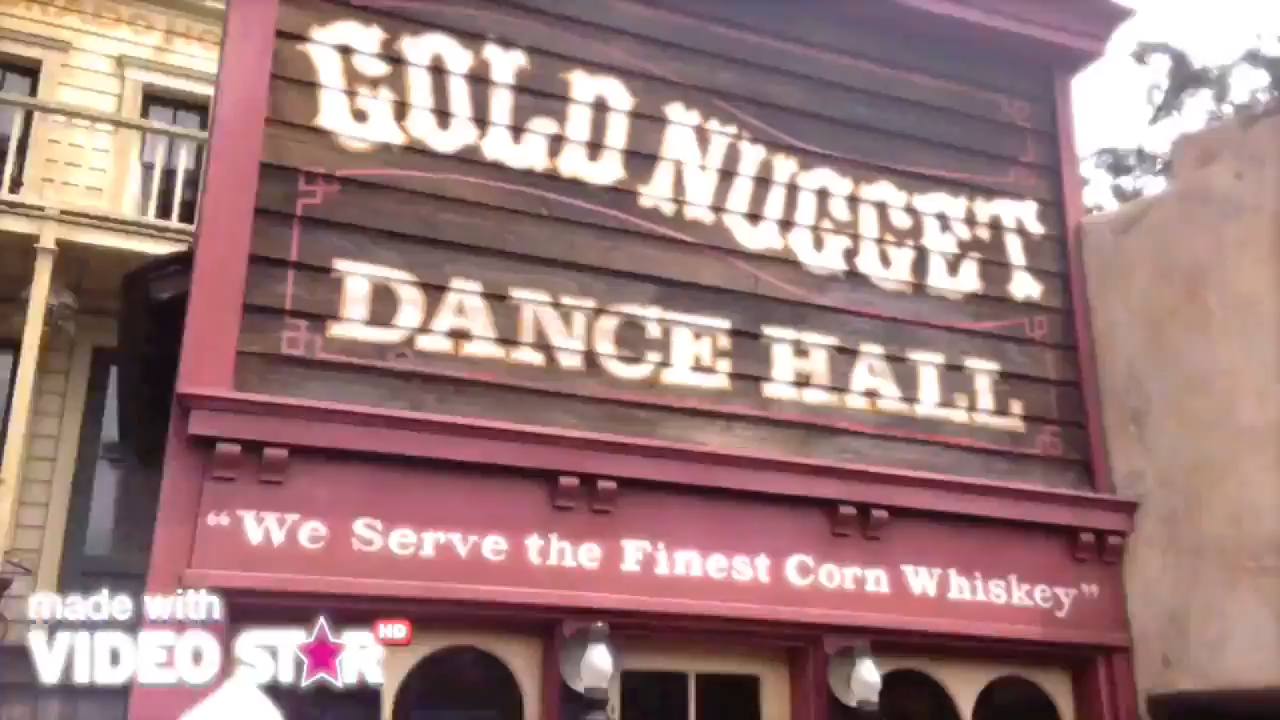 GOLD NUGGET
DANCE HALL
“We Serve the Finest Corn Whiskey”
made with
VIDEO STAR HD